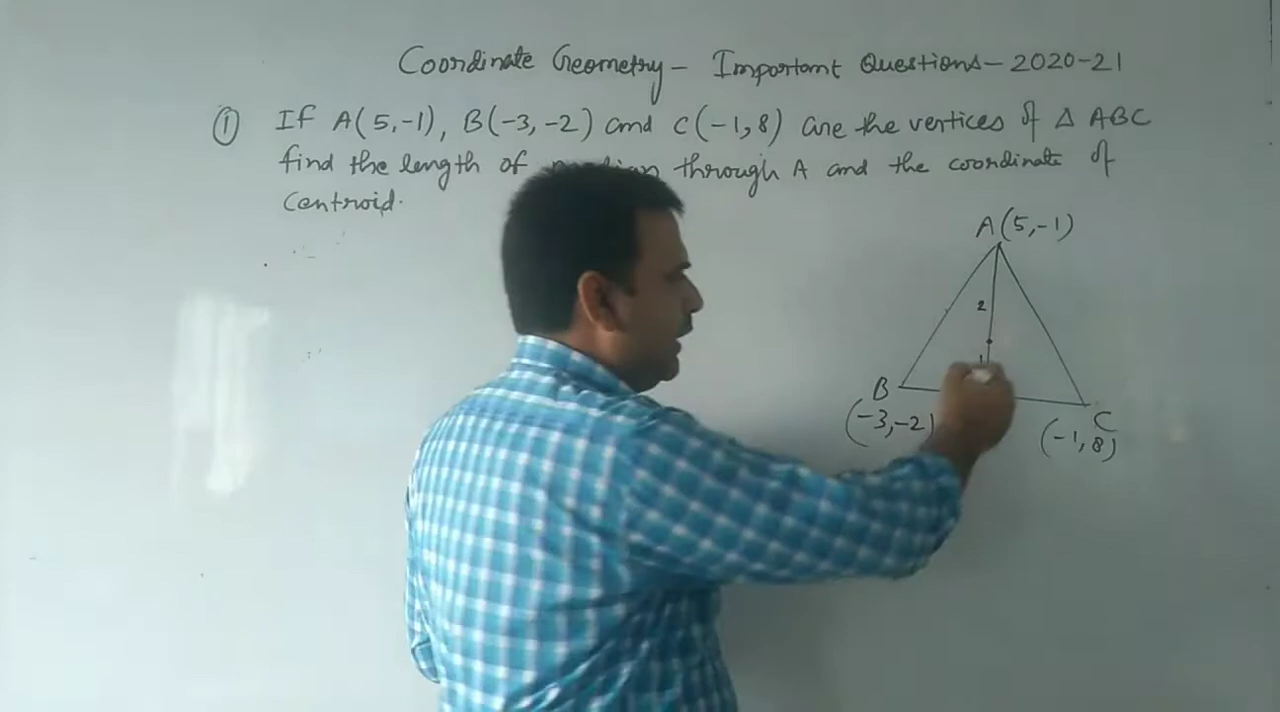 Coordinate Geometry - Important Questions - 2020-21
① If A(5,-1), B(-3,-2) and C(-1,8) are the vertices of Δ ABC
find the length of through A and the coordinate of
Centroid.
A(5,-1)
2
1
B
(-3,-2)
C
(-1,8)